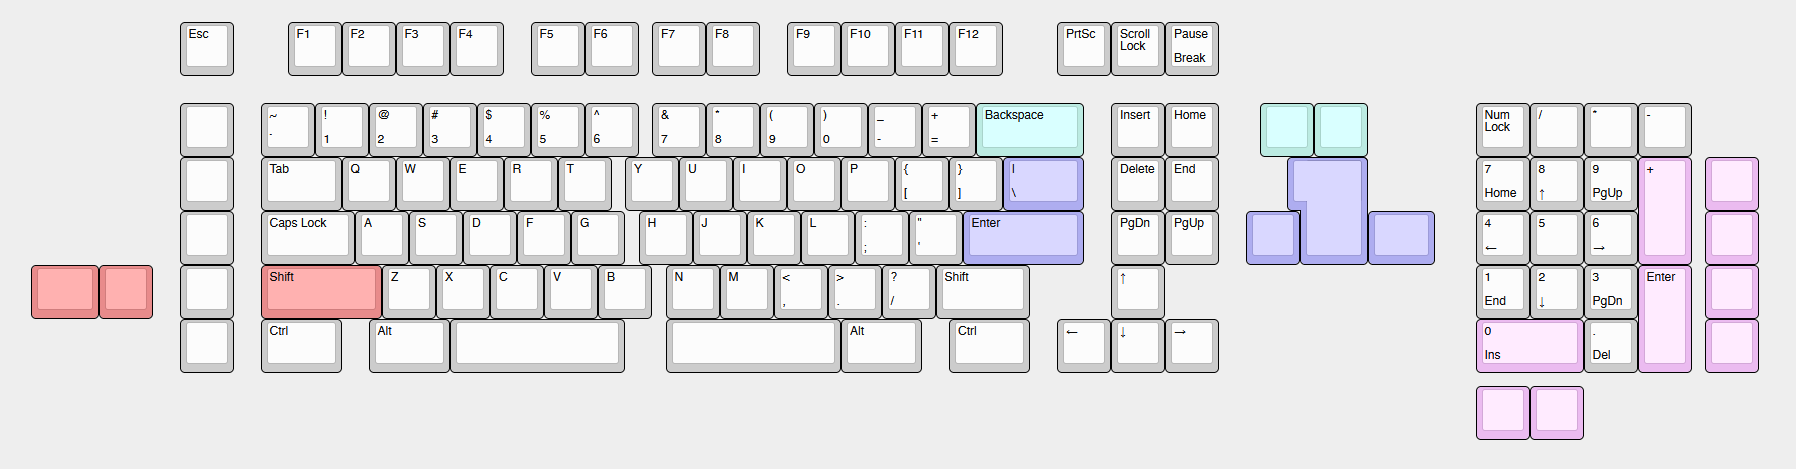 Esc F1 F2 F3 F4 F5 F6 F7 F8 F9 F10 F11 F12 PrtSc Scroll Pause
Lock
Break
~ ! @ # $ % ^ & * ( ) _ + Backspace Insert Home Num / * -
Lock
` 1 2 3 4 5 6 7 8 9 0 - =
Tab Q W E R T Y U I O P { } | Delete End 7 8 9 +
[ ] \ Home ↑ PgUp
Caps Lock A S D F G H J K L : " Enter PgDn PgUp 4 5 6
; ' ← →
Shift Z X C V B N M < > ? Shift ↑ 1 2 3 Enter
, . / End ↓ PgDn
Ctrl Alt Alt Ctrl ← ↓ → 0 .
Ins Del